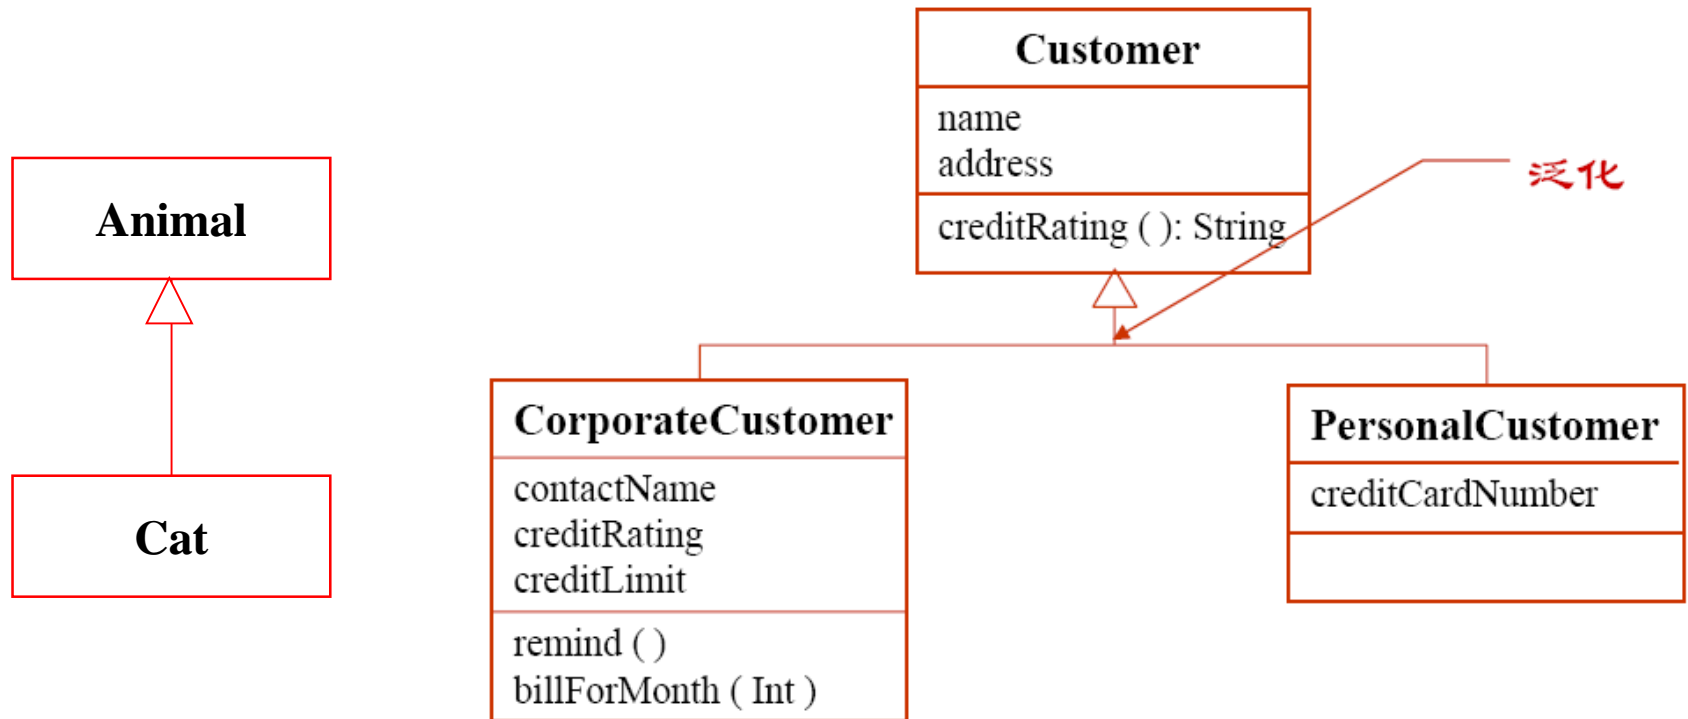 Animal
Cat
Customer
name
address
creditRating ( ): String
泛化
CorporateCustomer
contactName
creditRating
creditLimit
remind ( )
billForMonth ( Int )
PersonalCustomer
creditCardNumber